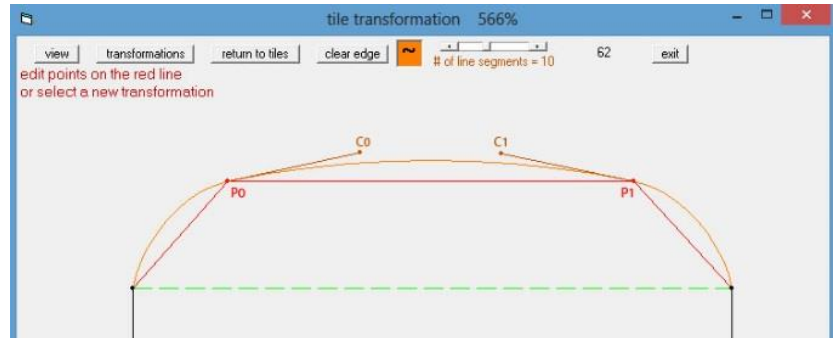 tile transformation 566%
view transformations return to tiles clear edge ~ # of line segments = 10 62 exit
edit points on the red line
or select a new transformation
C0 C1
P0 P1